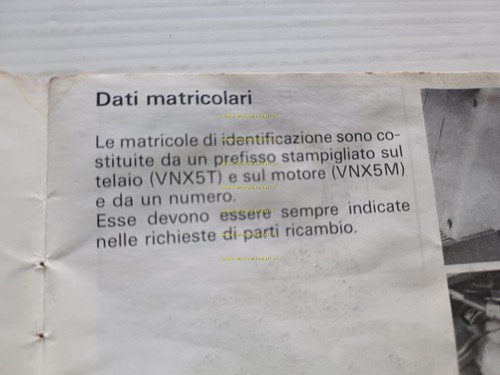 Dati matricolari
Le matricole di identificazione sono co-
stituite da un prefisso stampigliato sul
telaio (VNX5T) e sul motore (VNX5M)
e da un numero.
Esse devono essere sempre indicate
nelle richieste di parti ricambio.